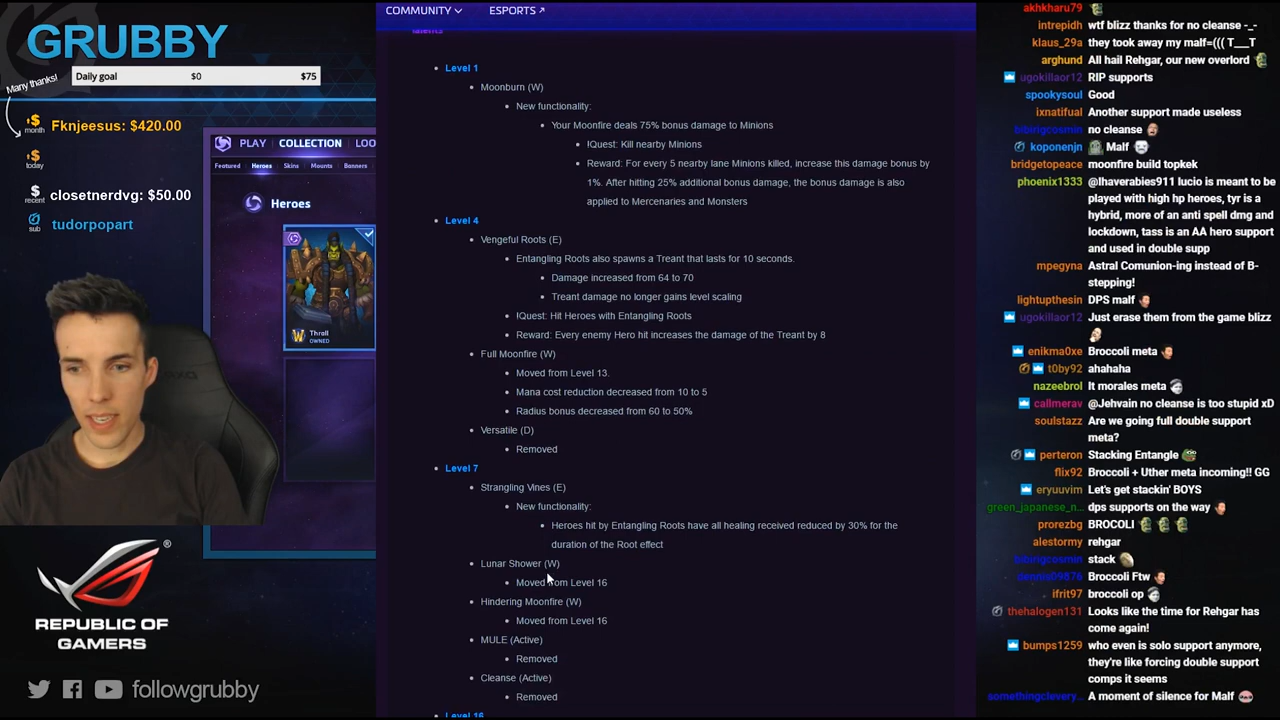 GRUBBY
Many thanks!
Daily goal $0 $75
month Fknjeesus: $420.00
today
recent closetnerdvg: $50.00
sub tudorpopart
PLAY COLLECTION LOO
Featured Heroes Skins Mounts Banners
Heroes
Thrall
OWNED
REPUBLIC OF
GAMERS
®
followgrubby
COMMUNITY ESPORTS
Talents
Level 1
Moonburn (W)
New functionality:
Your Moonfire deals 75% bonus damage to Minions
!Quest: Kill nearby Minions
Reward: For every 5 nearby lane Minions killed, increase this damage bonus by
1%. After hitting 25% additional bonus damage, the bonus damage is also
applied to Mercenaries and Monsters
Level 4
Vengeful Roots (E)
Entangling Roots also spawns a Treant that lasts for 10 seconds.
Damage increased from 64 to 70
Treant damage no longer gains level scaling
!Quest: Hit Heroes with Entangling Roots
Reward: Every enemy Hero hit increases the damage of the Treant by 8
Full Moonfire (W)
Moved from Level 13.
Mana cost reduction decreased from 10 to 5
Radius bonus decreased from 60 to 50%
Versatile (D)
Removed
Level 7
Strangling Vines (E)
New functionality:
Heroes hit by Entangling Roots have all healing received reduced by 30% for the
duration of the Root effect
Lunar Shower (W)
Moved from Level 16
Hindering Moonfire (W)
Moved from Level 16
MULE (Active)
Removed
Cleanse (Active)
Removed
Level 16
akhkharu79
intrepidh wtf blizz thanks for no cleanse -_-
klaus_29a they took away my malf=((( T___T
arghund All hail Rehgar, our new overlord
ugokillaor12 RIP supports
spookysoul Good
ixnatifual Another support made useless
bibirigcosmin no cleanse
koponenjn Malf
bridgetopeace moonfire build topkek
phoenix1333 @Ihaverabies911 lucio is meant to be
played with high hp heroes, tyr is a
hybrid, more of an anti spell dmg and
lockdown, tass is an AA hero support
and used in double supp
mpegyna Astral Comunion-ing instead of B-
stepping!
lightupthesin DPS malf
ugokillaor12 Just erase them from the game blizz
enikma0xe Broccoli meta
t0by92 ahahaha
nazeebrol It morales meta
callmerav @Jehvain no cleanse is too stupid xD
soulstazz Are we going full double support
meta?
perteron Stacking Entangle
flix92 Broccoli + Uther meta incoming!! GG
eryuuvim Let's get stackin' BOYS
green_japanese_n... dps supports on the way
prorezbg BROCOLI
alestormy rehgar
bibirigcosmin stack
dennis09876 Broccoli Ftw
ifrit97 broccoli op
thehalogen131 Looks like the time for Rehgar has
come again!
bumps1259 who even is solo support anymore,
they're like forcing double support
comps it seems
somethingclevery... A moment of silence for Malf